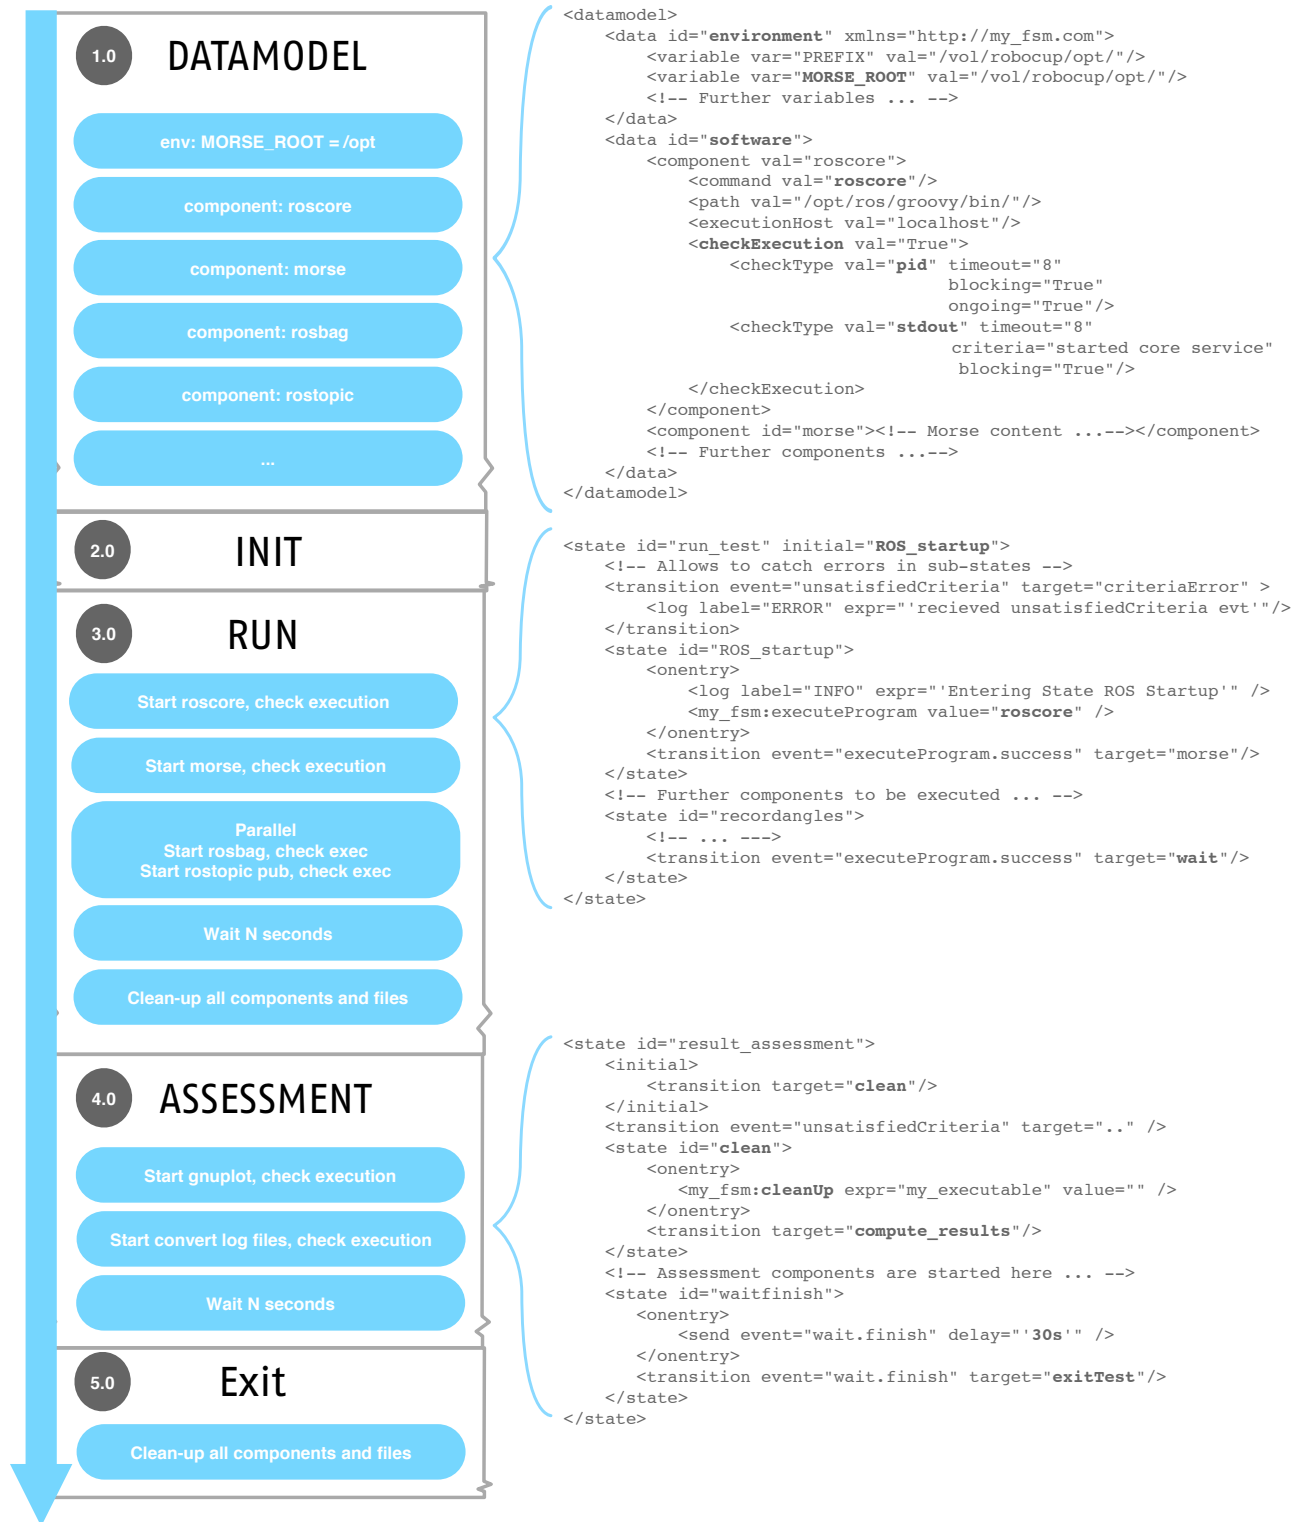 1.0
DATAMODEL
env: MORSE_ROOT = /opt
component: roscore
component: morse
component: rosbag
component: rostopic
...
2.0
INIT
3.0
RUN
Start roscore, check execution
Start morse, check execution
Parallel
Start rosbag, check exec
Start rostopic pub, check exec
Wait N seconds
Clean-up all components and files
4.0
ASSESSMENT
Start gnuplot, check execution
Start convert log files, check execution
Wait N seconds
5.0
Exit
Clean-up all components and files
<datamodel>
<data id="environment" xmlns="http://my_fsm.com">
<variable var="PREFIX" val="/vol/robocup/opt/"/>
<variable var="MORSE_ROOT" val="/vol/robocup/opt/"/>
<!-- Further variables ... -->
</data>
<data id="software">
<component val="roscore">
<command val="roscore"/>
<path val="/opt/ros/groovy/bin/"/>
<executionHost val="localhost"/>
<checkExecution val="True">
<checkType val="pid" timeout="8"
blocking="True"
ongoing="True"/>
<checkType val="stdout" timeout="8"
criteria="started core service"
blocking="True"/>
</checkExecution>
</component>
<component id="morse"><!-- Morse content ...--></component>
<!-- Further components ...-->
</data>
</datamodel>
<state id="run_test" initial="ROS_startup">
<!-- Allows to catch errors in sub-states -->
<transition event="unsatisfiedCriteria" target="criteriaError" >
<log label="ERROR" expr="'recieved unsatisfiedCriteria evt'"/>
</transition>
<state id="ROS_startup">
<onentry>
<log label="INFO" expr="'Entering State ROS Startup'" />
<my_fsm:executeProgram value="roscore" />
</onentry>
<transition event="executeProgram.success" target="morse"/>
</state>
<!-- Further components to be executed ... -->
<state id="recordangles">
<!-- ... --->
<transition event="executeProgram.success" target="wait"/>
</state>
</state>
<state id="result_assessment">
<initial>
<transition target="clean"/>
</initial>
<transition event="unsatisfiedCriteria" target=".." />
<state id="clean">
<onentry>
<my_fsm:cleanUp expr="my_executable" value="" />
</onentry>
<transition target="compute_results"/>
</state>
<!-- Assessment components are started here ... -->
<state id="waitfinish">
<onentry>
<send event="wait.finish" delay="'30s'" />
</onentry>
<transition event="wait.finish" target="exitTest"/>
</state>
</state>